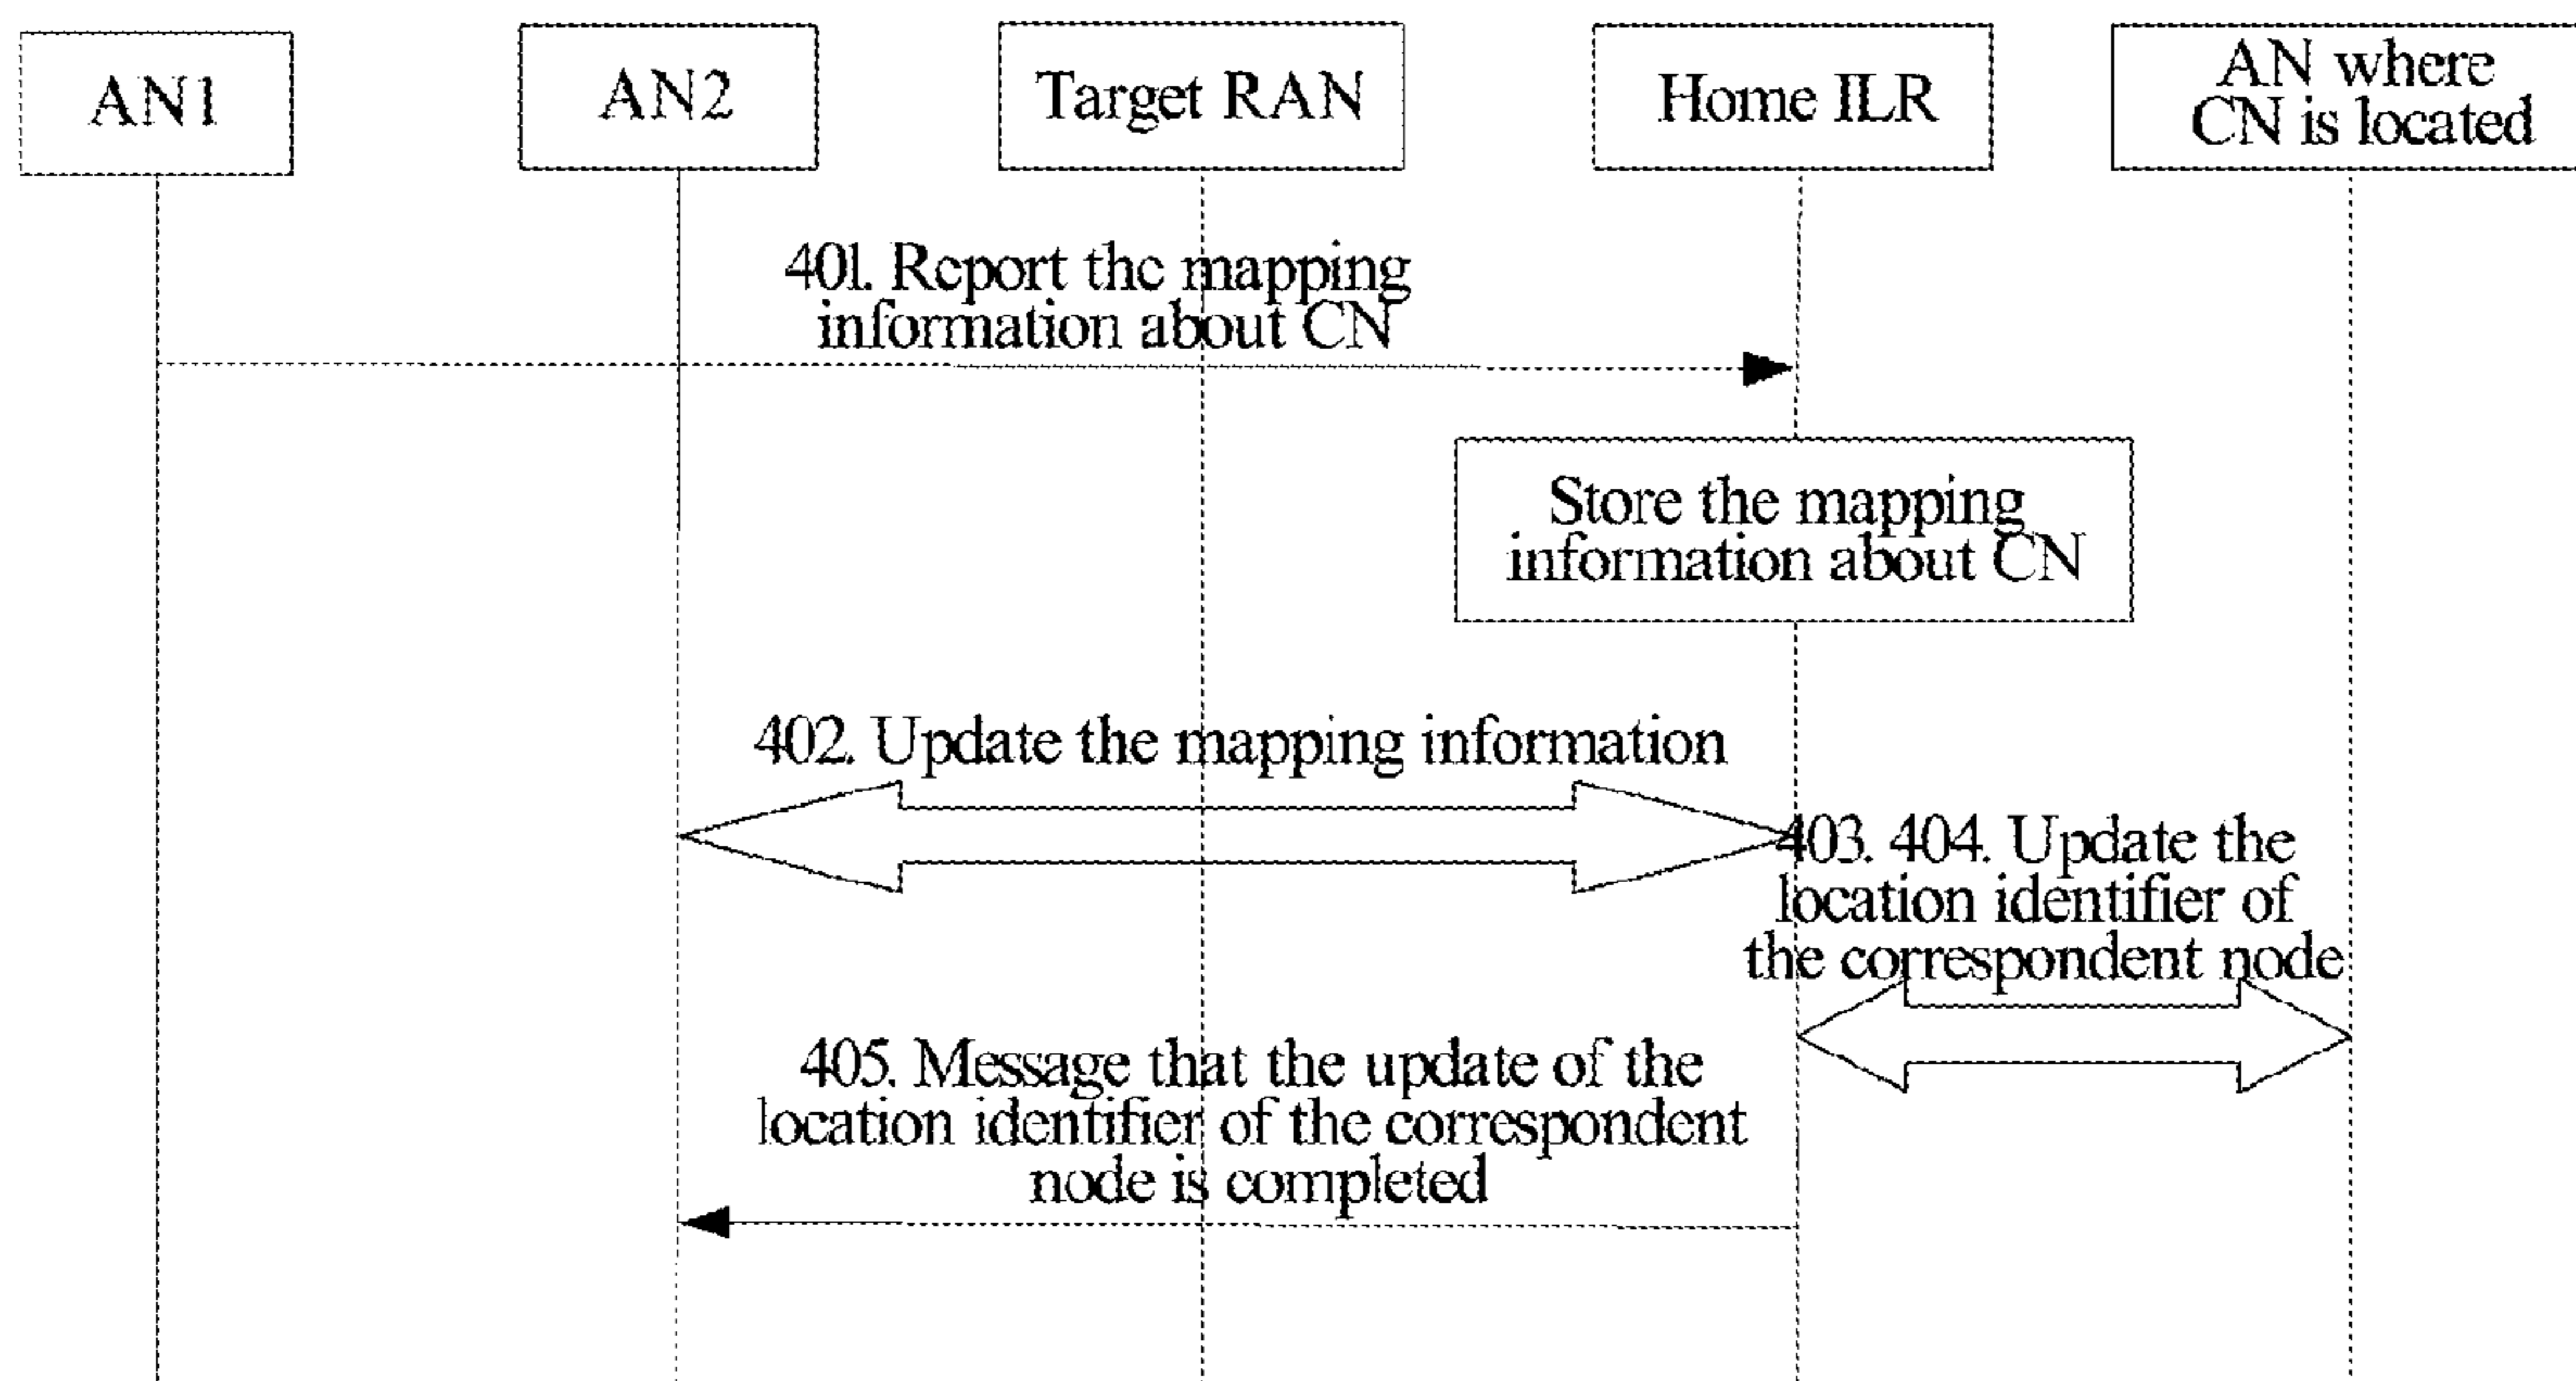 AN1
AN2
Target RAN
Home ILR
AN where
CN is located
401. Report the mapping
information about CN
Store the mapping
information about CN
402. Update the mapping information
403. 404. Update the
location identifier of
the correspondent node
405. Message that the update of the
location identifier of the correspondent
node is completed